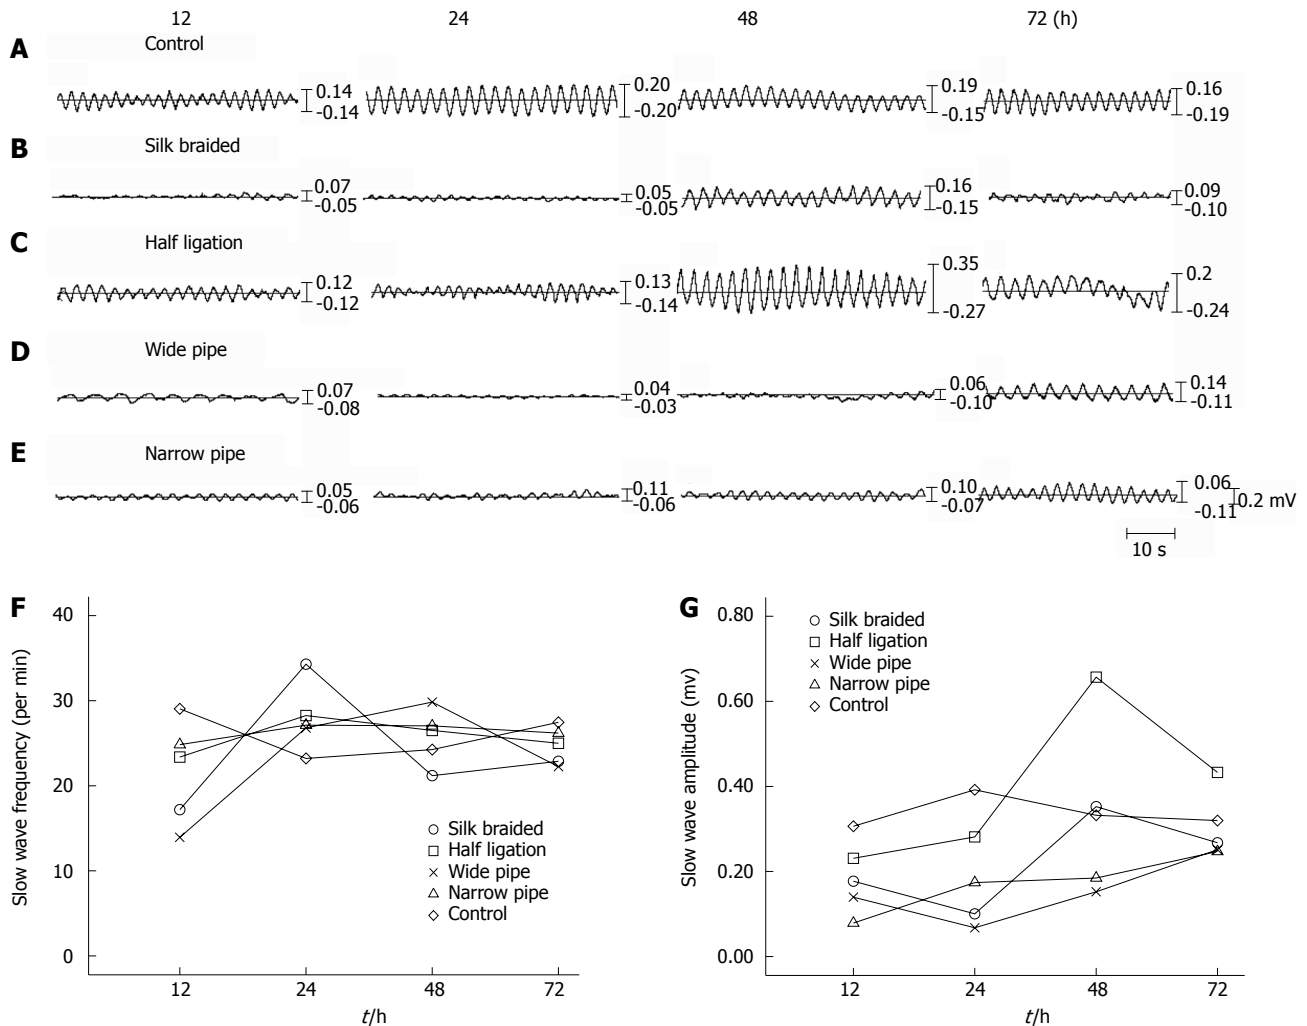 12 24 48 72 (h)
A Control
0.14 0.20 0.19 0.16
-0.14 -0.20 -0.15 -0.19
B Silk braided
0.07 0.05 0.16 0.09
-0.05 -0.05 -0.15 -0.10
C Half ligation
0.12 0.13 0.35 0.2
-0.12 -0.14 -0.27 -0.24
D Wide pipe
0.07 0.04 0.06 0.14
-0.08 -0.03 -0.10 -0.11
E Narrow pipe
0.05 0.11 0.10 0.06
-0.06 -0.06 -0.07 -0.11 0.2 mV
10 s
F
Slow wave frequency (per min)
40
30
20
10
0
Silk braided
Half ligation
Wide pipe
Narrow pipe
Control
12 24 48 72
t/h
G
Slow wave amplitude (mv)
0.80
0.60
0.40
0.20
0.00
Silk braided
Half ligation
Wide pipe
Narrow pipe
Control
12 24 48 72
t/h